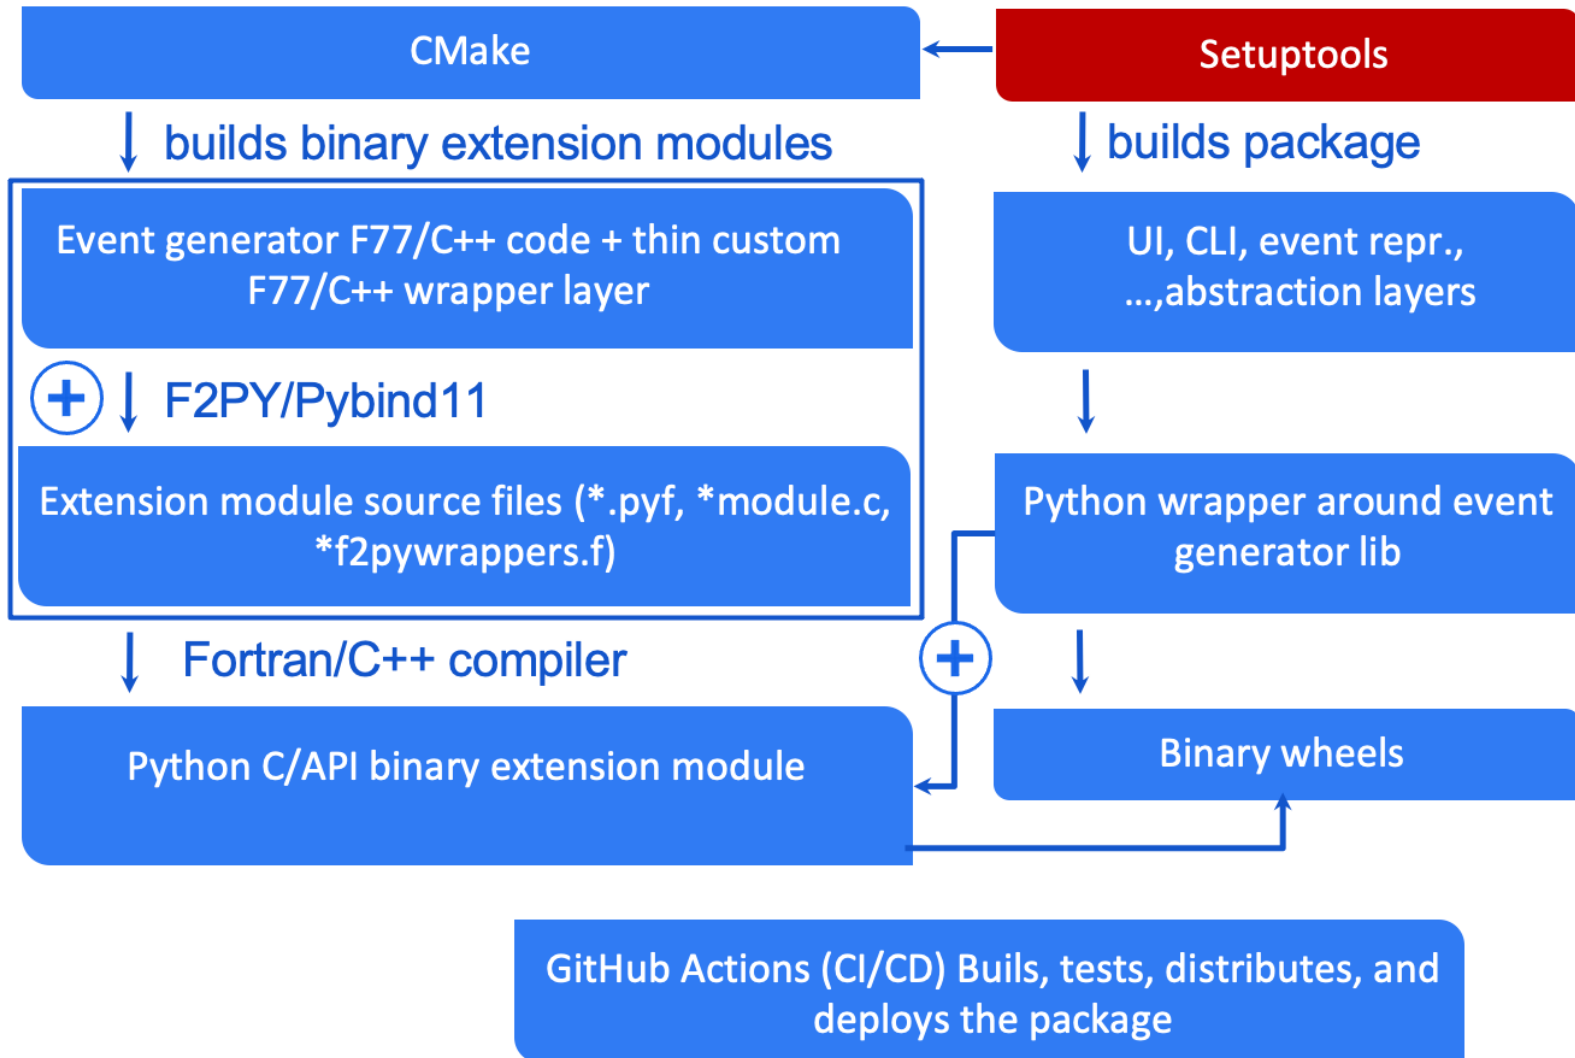 CMake
Setuptools
builds binary extension modules
builds package
Event generator F77/C++ code + thin custom
F77/C++ wrapper layer
UI, CLI, event repr.,
...,abstraction layers
F2PY/Pybind11
Extension module source files (*.pyf, *module.c,
*f2pywrappers.f)
Python wrapper around event
generator lib
Fortran/C++ compiler
Python C/API binary extension module
Binary wheels
GitHub Actions (CI/CD) Buils, tests, distributes, and
deploys the package